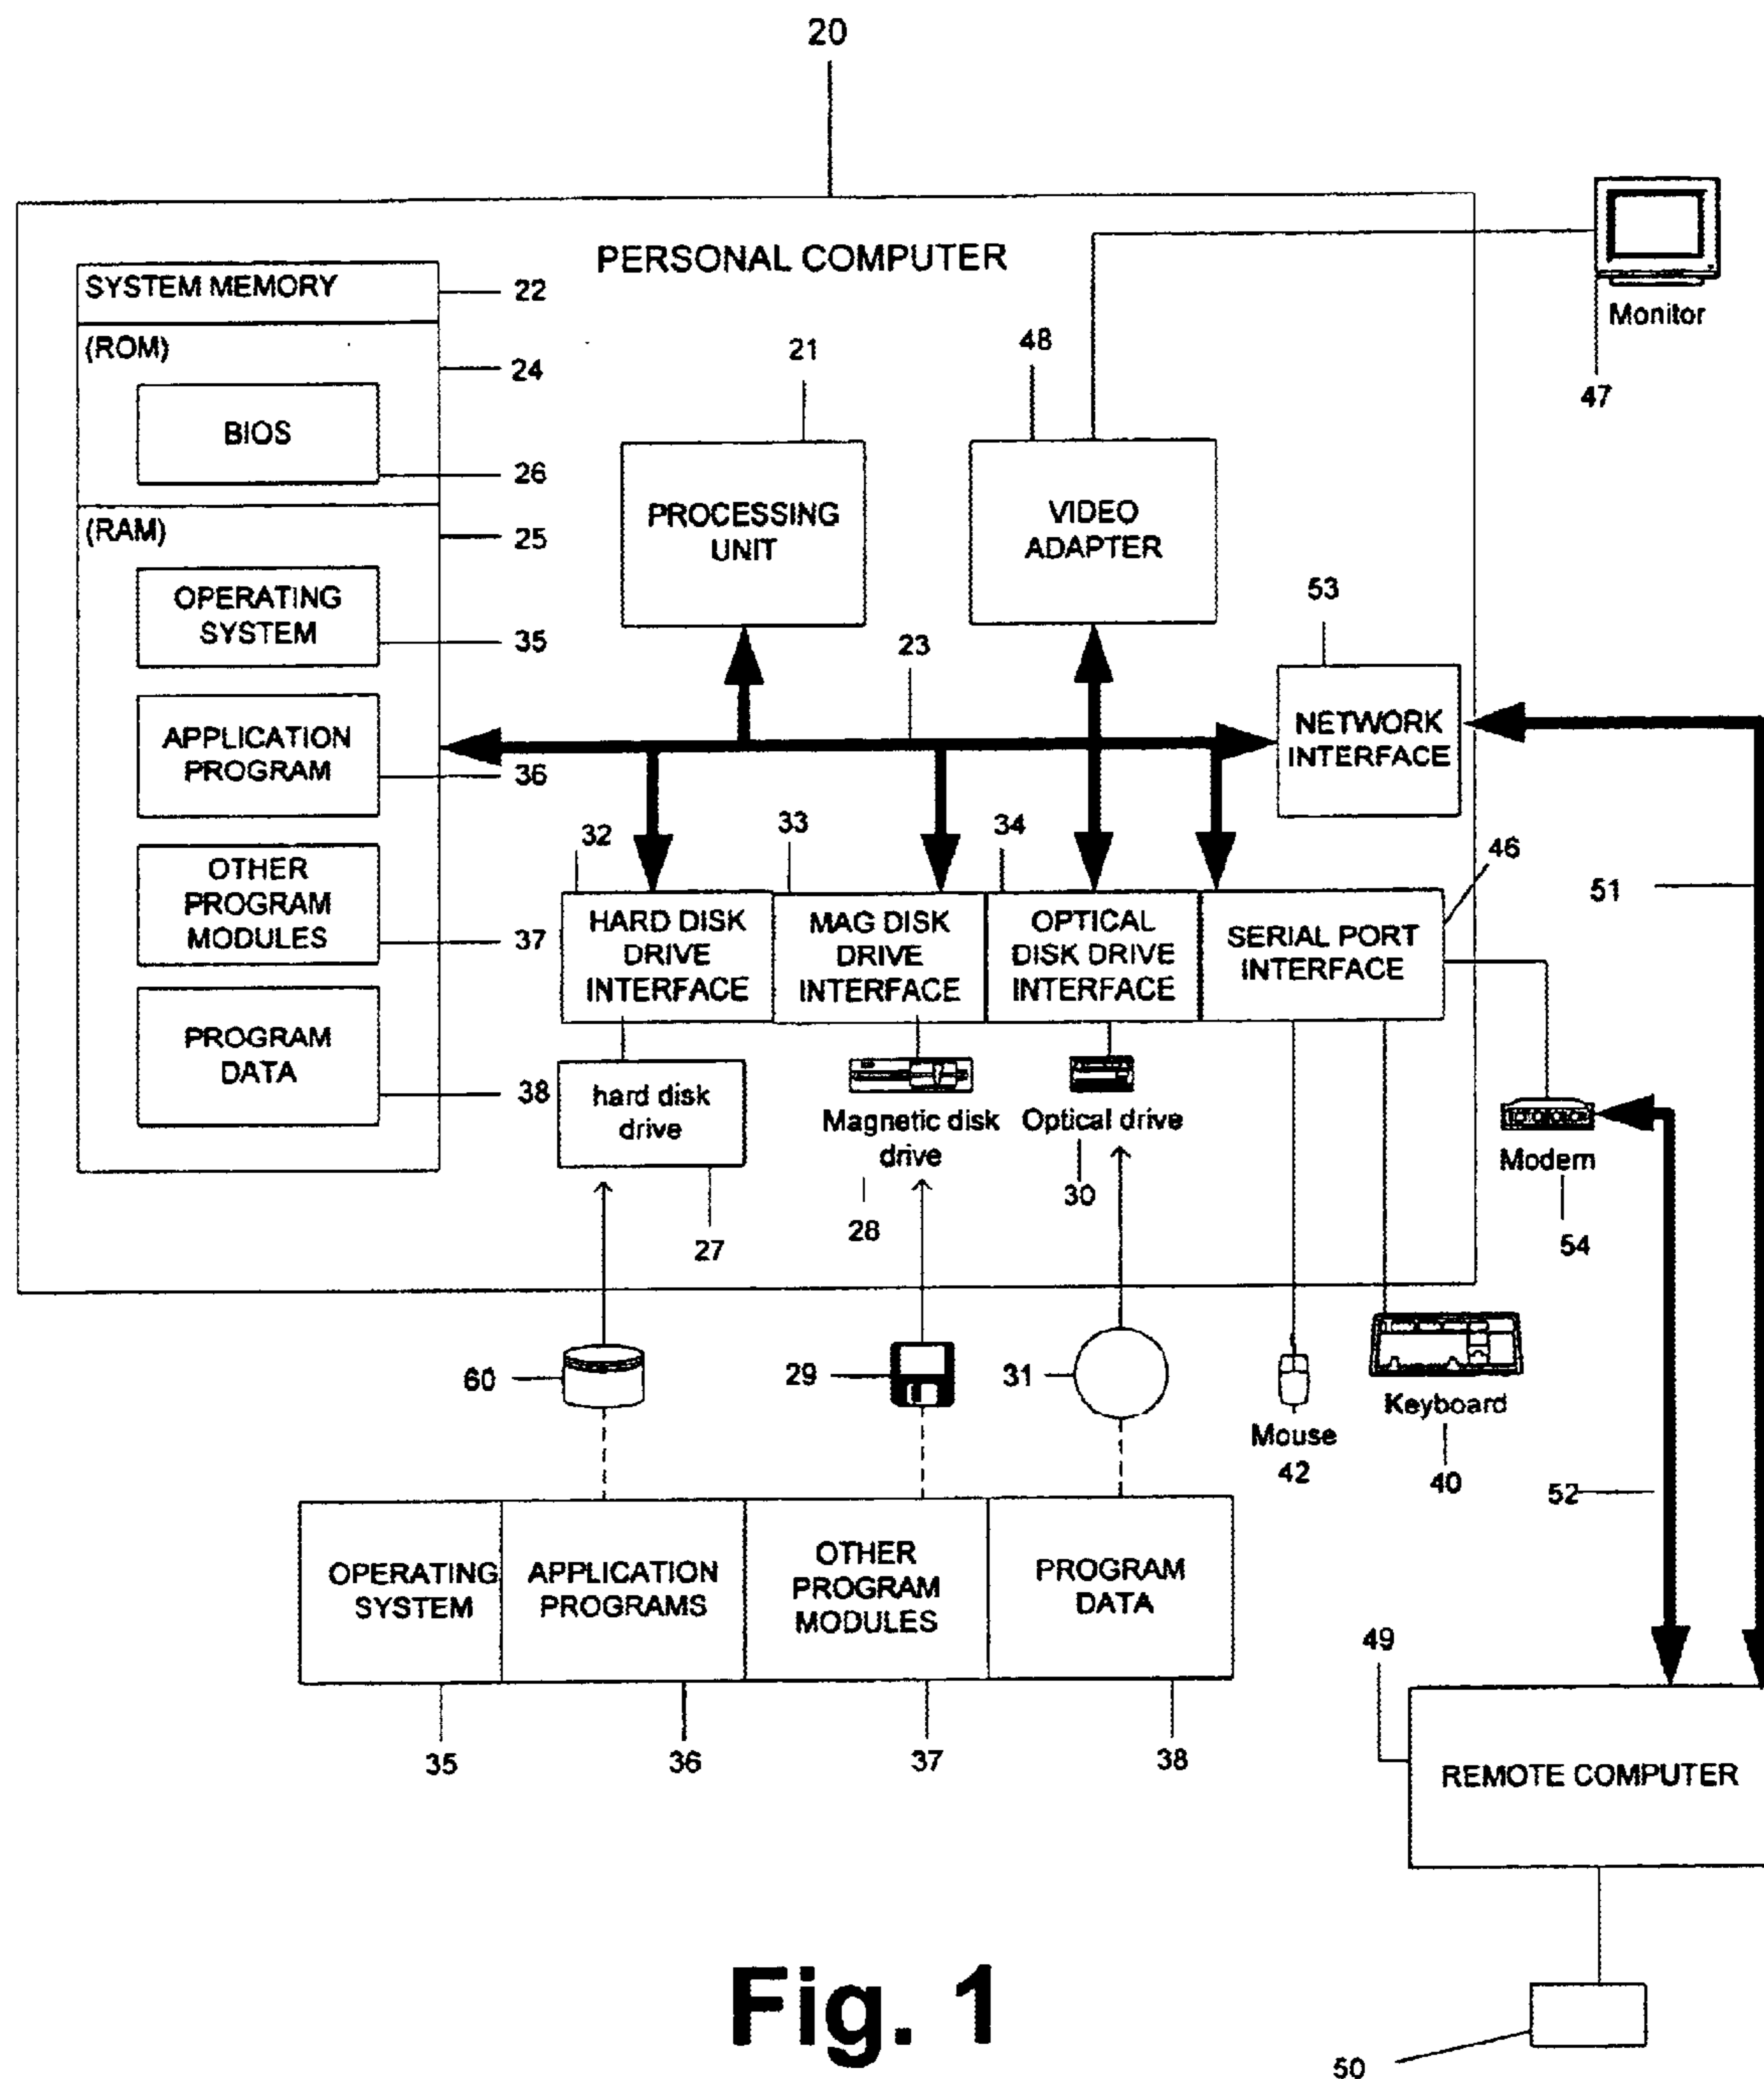 20
PERSONAL COMPUTER
SYSTEM MEMORY
22
(ROM)
24
BIOS
26
(RAM)
25
OPERATING
SYSTEM
35
APPLICATION
PROGRAM
36
OTHER
PROGRAM
MODULES
37
PROGRAM
DATA
38
21
PROCESSING
UNIT
48
VIDEO
ADAPTER
Monitor
47
23
53
NETWORK
INTERFACE
32
HARD DISK
DRIVE
INTERFACE
33
MAG DISK
DRIVE
INTERFACE
34
OPTICAL
DISK DRIVE
INTERFACE
46
SERIAL PORT
INTERFACE
51
hard disk
drive
27
Magnetic disk
drive
28
Optical drive
30
Modem
54
60
29
31
Mouse
42
Keyboard
40
52
OPERATING
SYSTEM
APPLICATION
PROGRAMS
OTHER
PROGRAM
MODULES
PROGRAM
DATA
35
36
37
38
49
REMOTE COMPUTER
50
Fig. 1